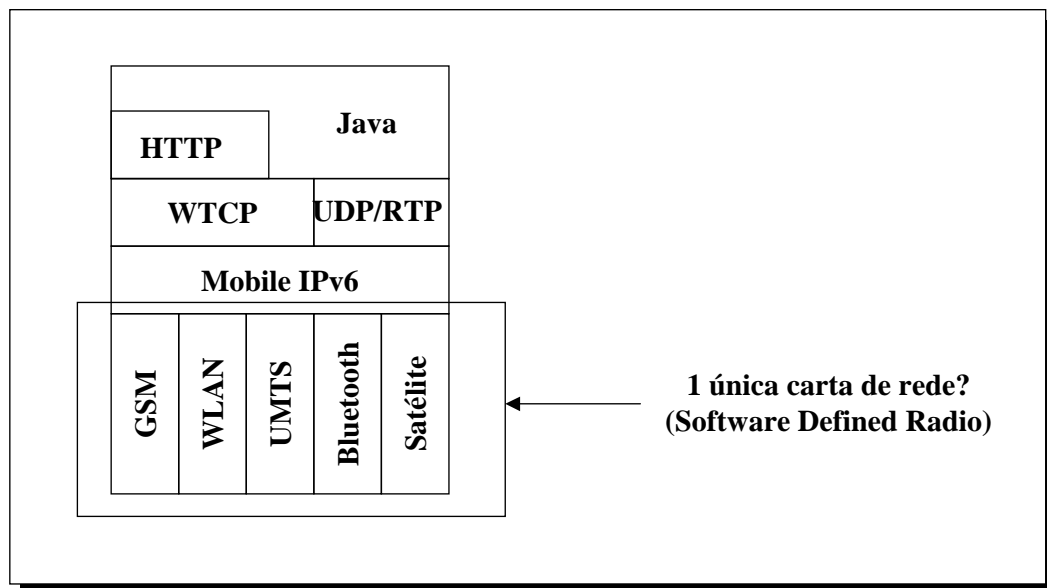 Java
HTTP
WTCP
UDP/RTP
Mobile IPv6
GSM
WLAN
UMTS
Bluetooth
Satélite
1 única carta de rede?
(Software Defined Radio)